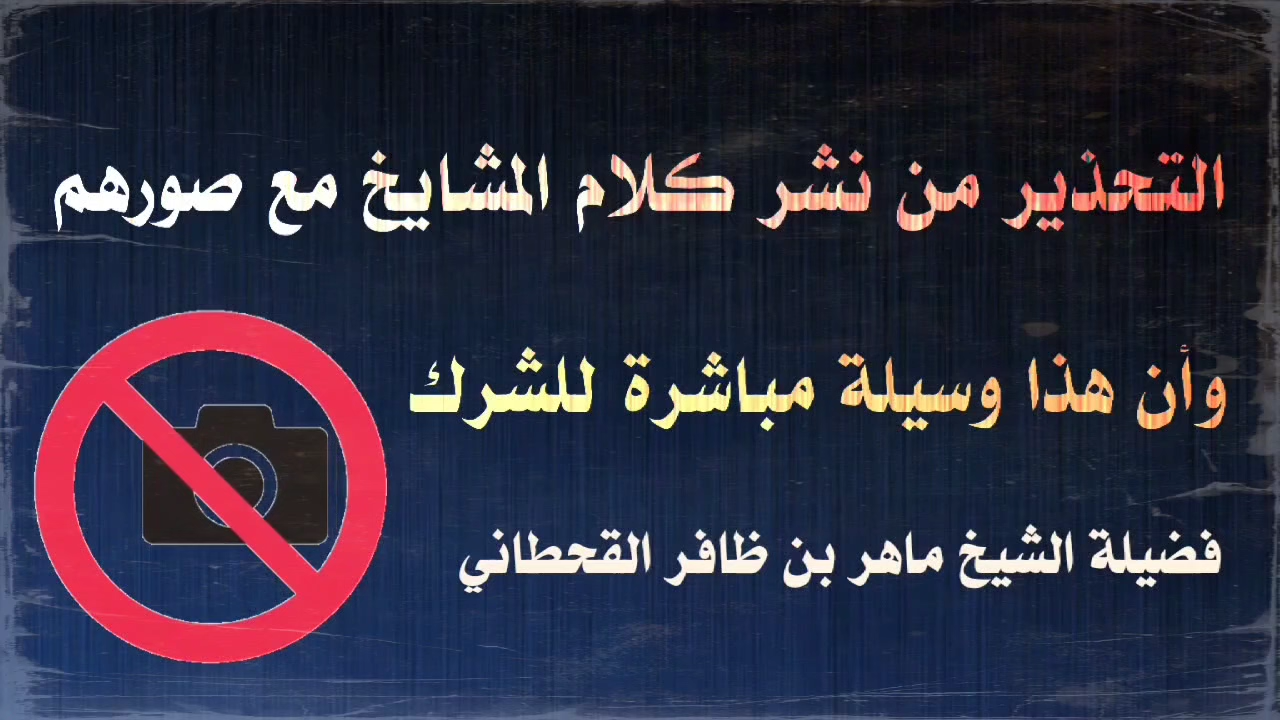 التحذير من نشر كلام المشايخ مع صورهم
وأن هذا وسيلة مباشرة للشرك
فضيلة الشيخ ماهر بن ظافر القحطاني